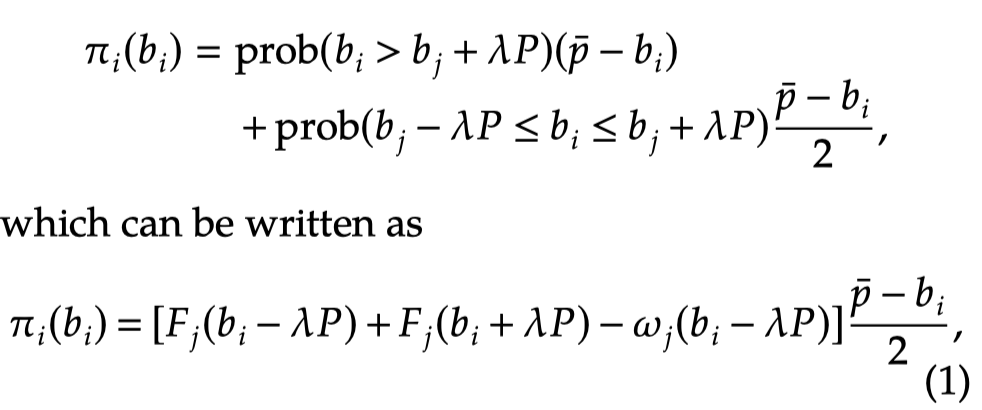 πᵢ(bᵢ) = prob(bᵢ > bⱼ + λP)(p̄ − bᵢ)
+ prob(bⱼ − λP ≤ bᵢ ≤ bⱼ + λP) (p̄ − bᵢ)/2,
which can be written as
πᵢ(bᵢ) = [Fⱼ(bᵢ − λP) + Fⱼ(bᵢ + λP) − ωⱼ(bᵢ − λP)] (p̄ − bᵢ)/2,
(1)